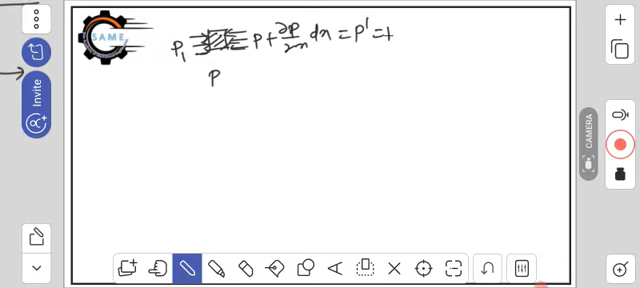 SAME
P₁ P + ∂P/∂x dx = P' = +
P
Invite
CAMERA